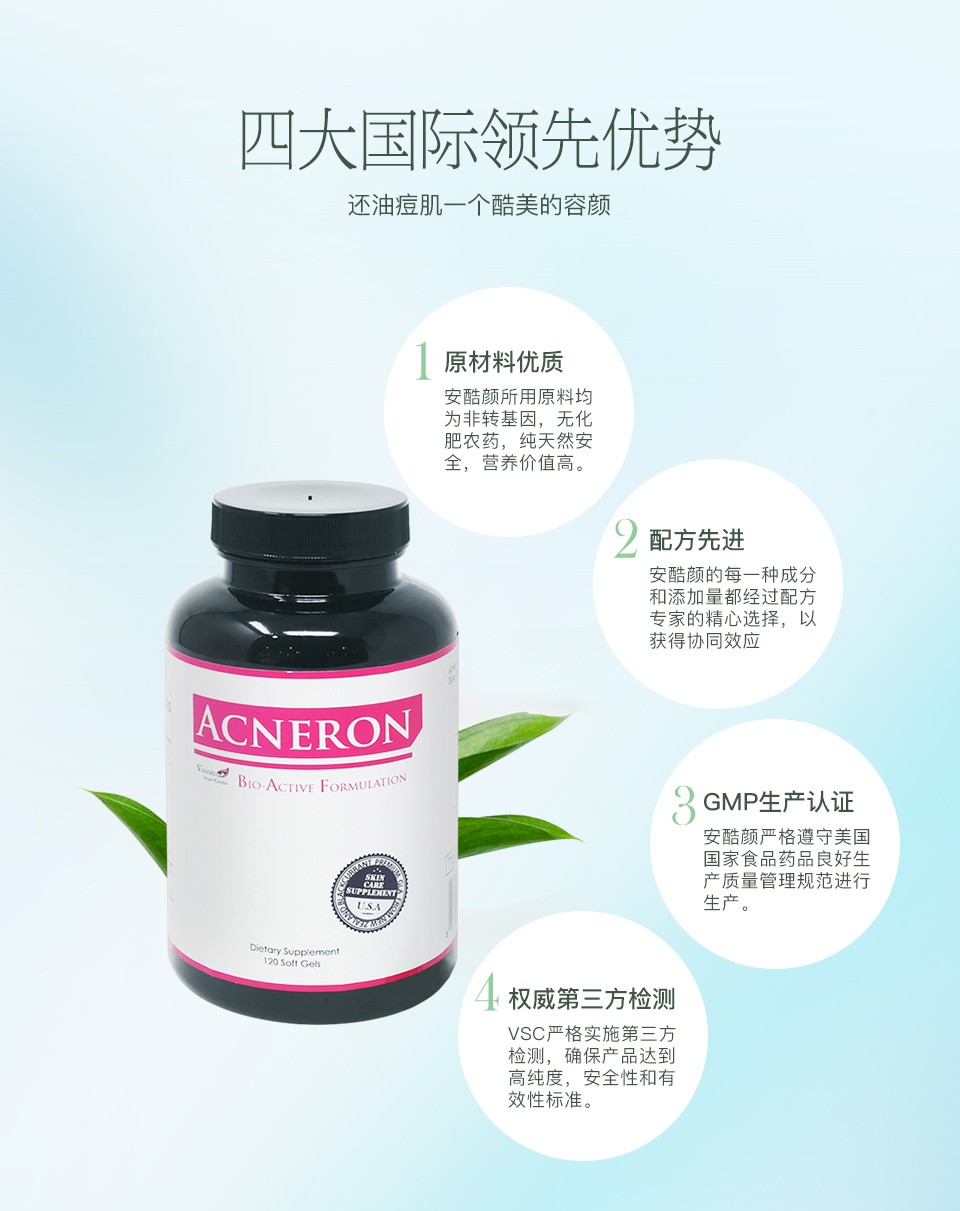 四大国际领先优势
还油痘肌一个酷美的容颜
1 原材料优质
安酷颜所用原料均
为非转基因，无化
肥农药，纯天然安
全，营养价值高。
2 配方先进
安酷颜的每一种成分
和添加量都经过配方
专家的精心选择，以
获得协同效应
3 GMP生产认证
安酷颜严格遵守美国
国家食品药品良好生
产质量管理规范进行
生产。
4 权威第三方检测
VSC严格实施第三方
检测，确保产品达到
高纯度，安全性和有
效性标准。
ACNERON
Vision
BIO-ACTIVE FORMULATION
BLACKCURRANT PREMIUM GLA FROM NEW ZEALAND
SKIN
CARE
SUPPLEMENT
U.S.A
Dietary Supplement
120 Soft Gels